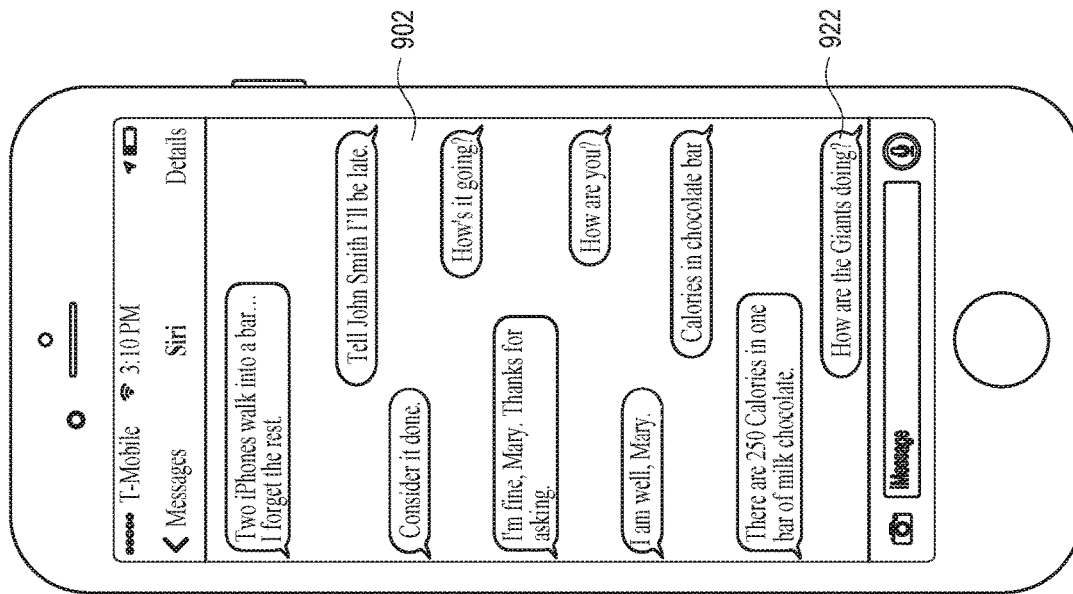 T-Mobile 3:10 PM
Messages Siri Details
Two iPhones walk into a bar...
I forget the rest.
Tell John Smith I'll be late.
Consider it done.
How's it going?
I'm fine, Mary. Thanks for
asking.
How are you?
I am well, Mary.
Calories in chocolate bar
There are 250 Calories in one
bar of milk chocolate.
How are the Giants doing?
iMessage
902
922